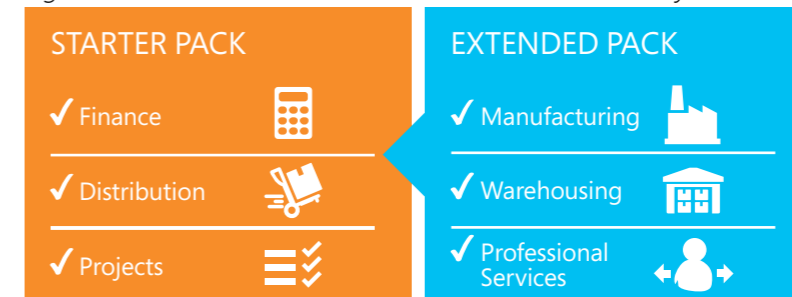 STARTER PACK
✓ Finance
✓ Distribution
✓ Projects
EXTENDED PACK
✓ Manufacturing
✓ Warehousing
✓ Professional
Services